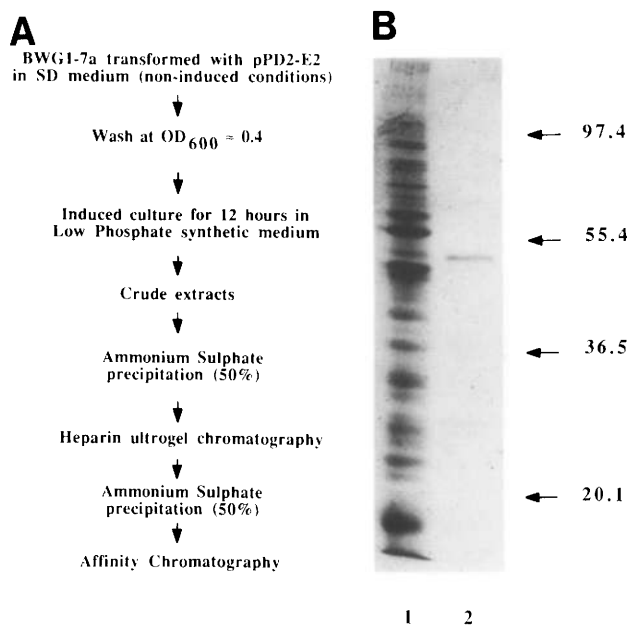 A
BWG1-7a transformed with pPD2-E2
in SD medium (non-induced conditions)
Wash at OD600 = 0.4
Induced culture for 12 hours in
Low Phosphate synthetic medium
Crude extracts
Ammonium Sulphate
precipitation (50%)
Heparin ultrogel chromatography
Ammonium Sulphate
precipitation (50%)
Affinity Chromatography
B
97.4
55.4
36.5
20.1
1 2